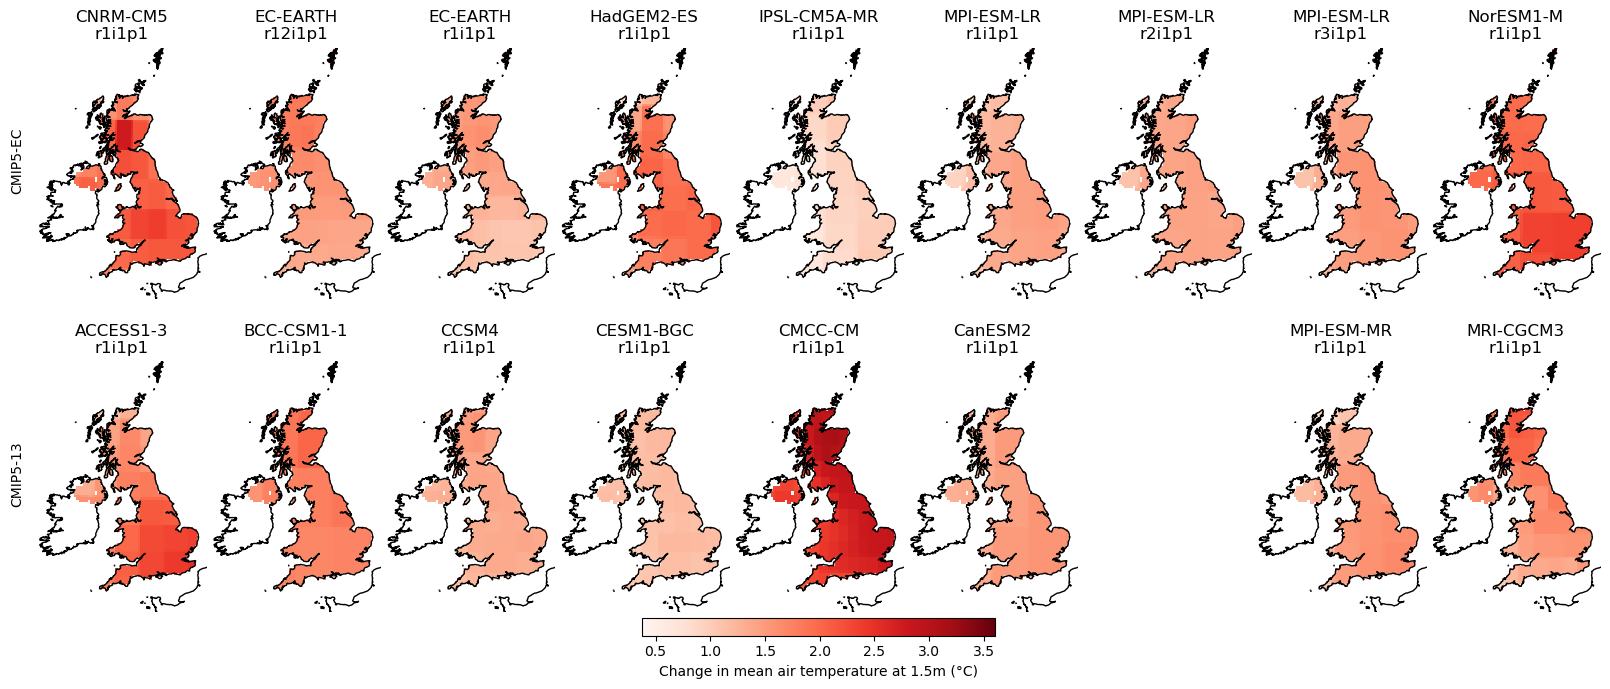 CNRM-CM5
r1i1p1
EC-EARTH
r12i1p1
EC-EARTH
r1i1p1
HadGEM2-ES
r1i1p1
IPSL-CM5A-MR
r1i1p1
MPI-ESM-LR
r1i1p1
MPI-ESM-LR
r2i1p1
MPI-ESM-LR
r3i1p1
NorESM1-M
r1i1p1
CMIP5-EC
ACCESS1-3
r1i1p1
BCC-CSM1-1
r1i1p1
CCSM4
r1i1p1
CESM1-BGC
r1i1p1
CMCC-CM
r1i1p1
CanESM2
r1i1p1
MPI-ESM-MR
r1i1p1
MRI-CGCM3
r1i1p1
CMIP5-13
0.5 1.0 1.5 2.0 2.5 3.0 3.5
Change in mean air temperature at 1.5m (°C)